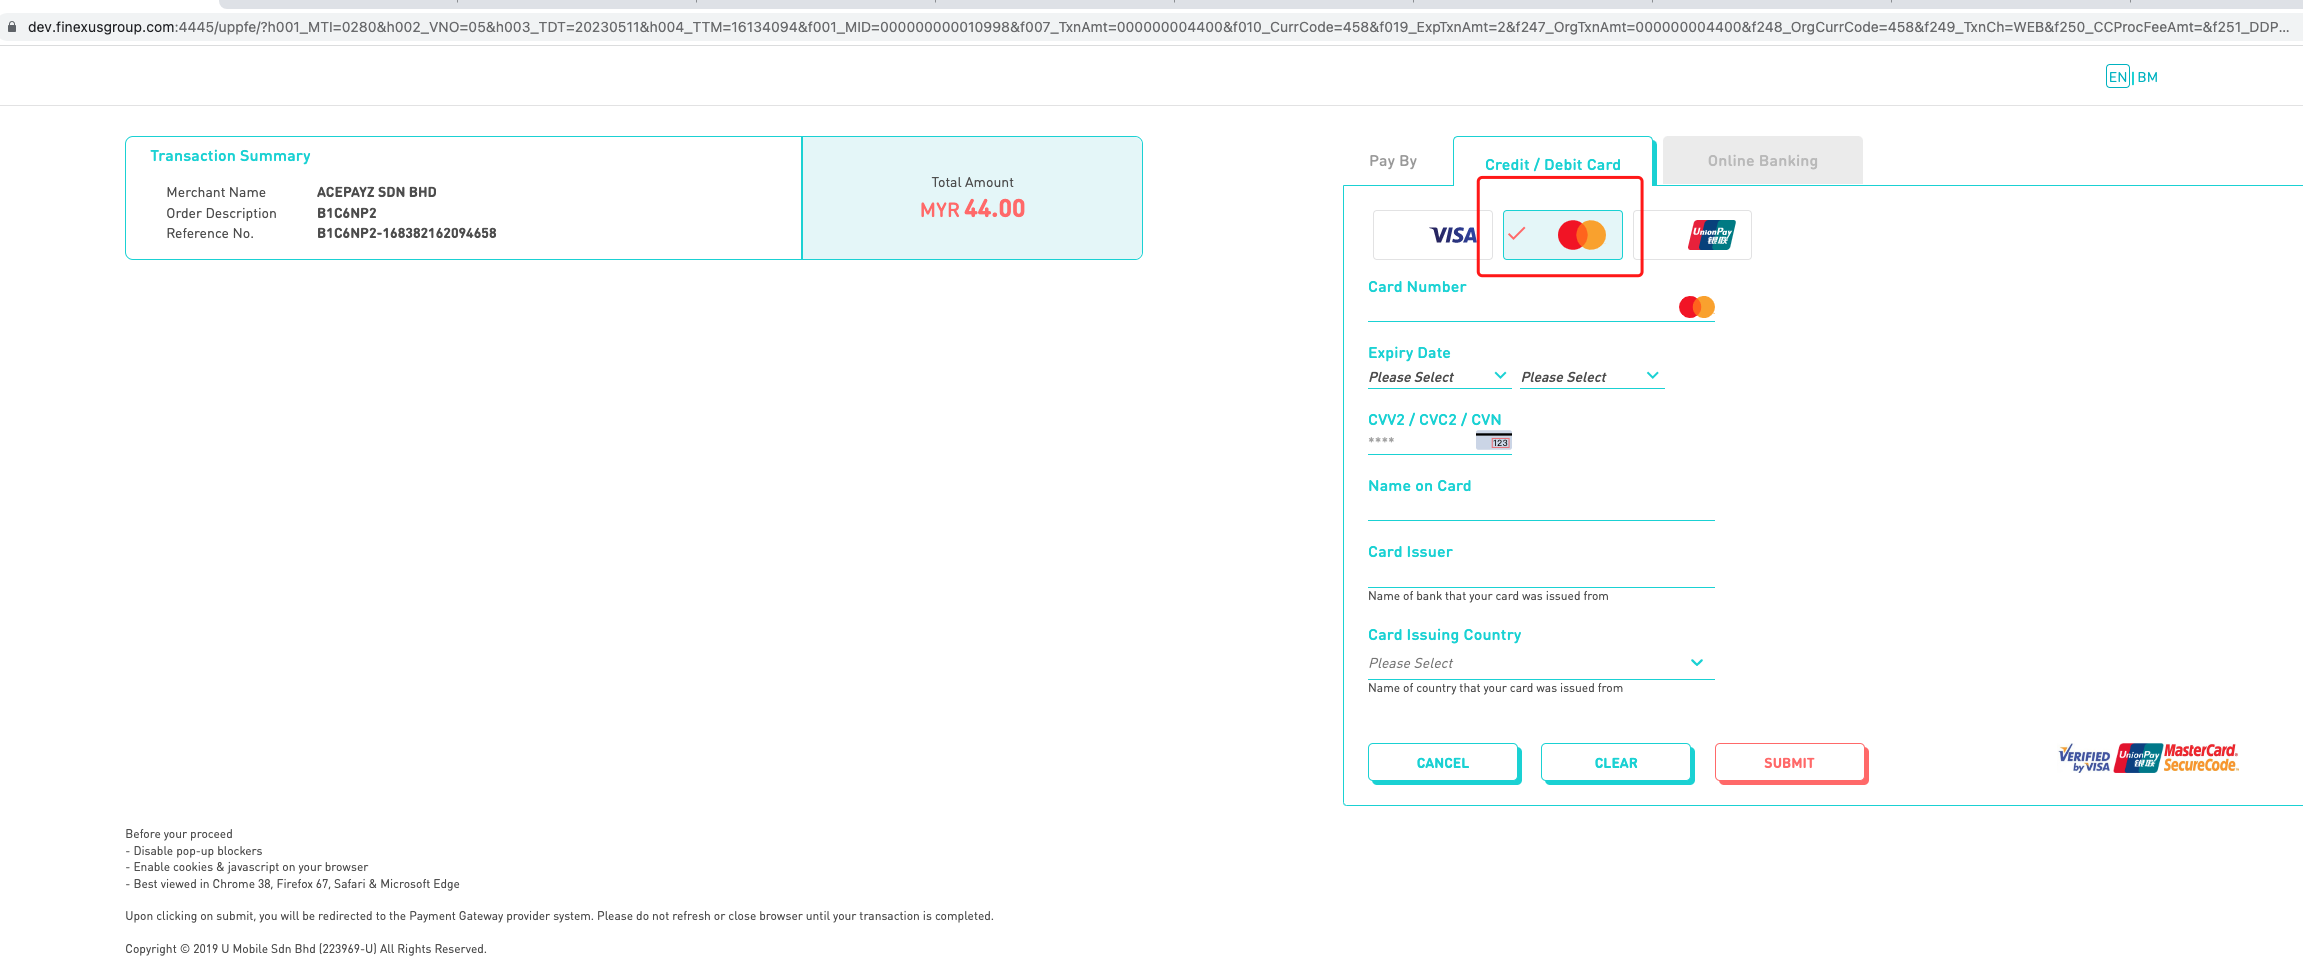 dev.finexusgroup.com:4445/uppfe/?h001_MTI=0280&h002_VNO=05&h003_TDT=20230511&h004_TTM=16134094&f001_MID=000000000010998&f007_TxnAmt=000000004400&f010_CurrCode=458&f019_ExpTxnAmt=2&f247_OrgTxnAmt=000000004400&f248_OrgCurrCode=458&f249_TxnCh=WEB&f250_CCProcFeeAmt=&f251_DDP...
EN | BM
Transaction Summary
Merchant Name ACEPAYZ SDN BHD
Order Description B1C6NP2
Reference No. B1C6NP2-168382162094658
Total Amount
MYR 44.00
Pay By Credit / Debit Card Online Banking
VISA UnionPay 银联
Card Number
Expiry Date
Please Select Please Select
CVV2 / CVC2 / CVN
**** 123
Name on Card
Card Issuer
Name of bank that your card was issued from
Card Issuing Country
Please Select
Name of country that your card was issued from
CANCEL CLEAR SUBMIT
VERIFIED by VISA UnionPay 银联 MasterCard. SecureCode.
Before your proceed
- Disable pop-up blockers
- Enable cookies & javascript on your browser
- Best viewed in Chrome 38, Firefox 67, Safari & Microsoft Edge
Upon clicking on submit, you will be redirected to the Payment Gateway provider system. Please do not refresh or close browser until your transaction is completed.
Copyright © 2019 U Mobile Sdn Bhd (223969-U) All Rights Reserved.